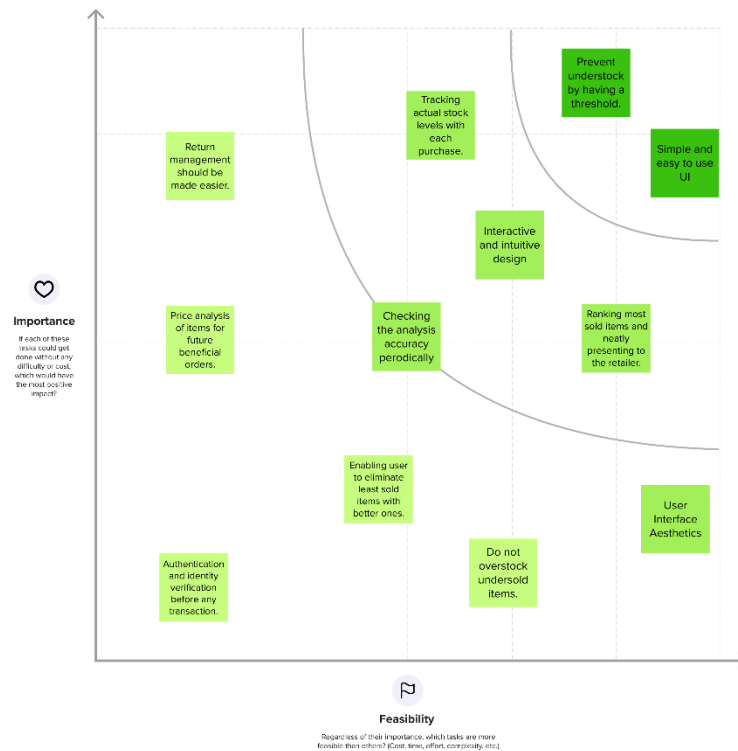 Prevent
understock
by having a
threshold.
Tracking
actual stock
levels with
each
purchase.
Simple and
easy to use
UI
Return
management
should be
made easier.
Interactive
and intuitive
design
Importance
If each of these
tasks could get
done without any
difficulty or cost,
which would have
the most positive
impact?
Price analysis
of items for
future
beneficial
orders.
Checking
the analysis
accuracy
periodically
Ranking most
sold items and
neatly
presenting to
the retailer.
Enabling user
to eliminate
least sold
items with
better ones.
User
Interface
Aesthetics
Do not
overstock
undersold
items.
Authentication
and identity
verification
before any
transaction.
Feasibility
Regardless of their importance, which tasks are more
feasible than others? (Cost, time, effort, complexity, etc.)